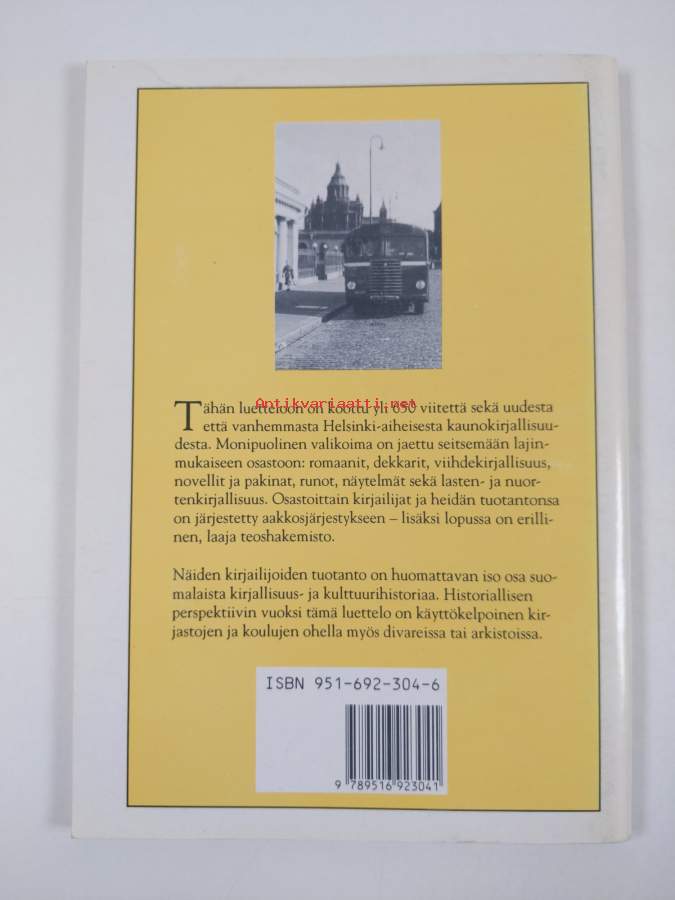 Tähän luetteloon on koottu yli 650 viitettä sekä uudesta
Antikvariaatti.net
että vanhemmasta Helsinki-aiheisesta kaunokirjallisuu-
desta. Monipuolinen valikoima on jaettu seitsemään lajin-
mukaiseen osastoon: romaanit, dekkarit, viihdekirjallisuus,
novellit ja pakinat, runot, näytelmät sekä lasten- ja nuor-
tenkirjallisuus. Osastoittain kirjailijat ja heidän tuotantonsa
on järjestetty aakkosjärjestykseen – lisäksi lopussa on erilli-
nen, laaja teoshakemisto.
Näiden kirjailijoiden tuotanto on huomattavan iso osa suo-
malaista kirjallisuus- ja kulttuurihistoriaa. Historiallisen
perspektiivin vuoksi tämä luettelo on käyttökelpoinen kir-
jastojen ja koulujen ohella myös divareissa tai arkistoissa.
ISBN 951-692-304-6
9 789516 923041